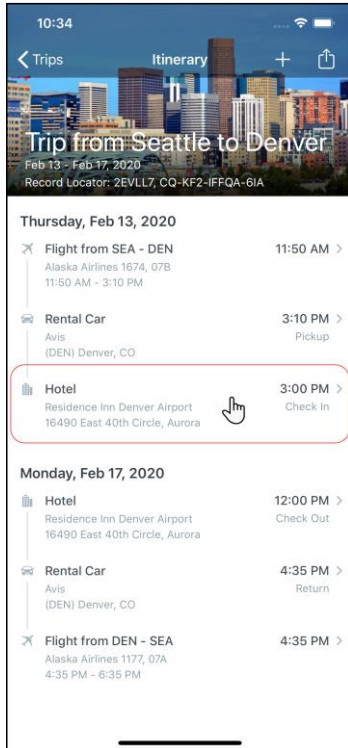 10:34
Trips Itinerary
Trip from Seattle to Denver
Feb 13 - Feb 17, 2020
Record Locator: 2EVLL7, CQ-KF2-IFFQA-6IA
Thursday, Feb 13, 2020
Flight from SEA - DEN 11:50 AM
Alaska Airlines 1674, 07B
11:50 AM - 3:10 PM
Rental Car 3:10 PM
Avis Pickup
(DEN) Denver, CO
Hotel 3:00 PM
Residence Inn Denver Airport Check In
16490 East 40th Circle, Aurora
Monday, Feb 17, 2020
Hotel 12:00 PM
Residence Inn Denver Airport Check Out
16490 East 40th Circle, Aurora
Rental Car 4:35 PM
Avis Return
(DEN) Denver, CO
Flight from DEN - SEA 4:35 PM
Alaska Airlines 1177, 07A
4:35 PM - 6:35 PM